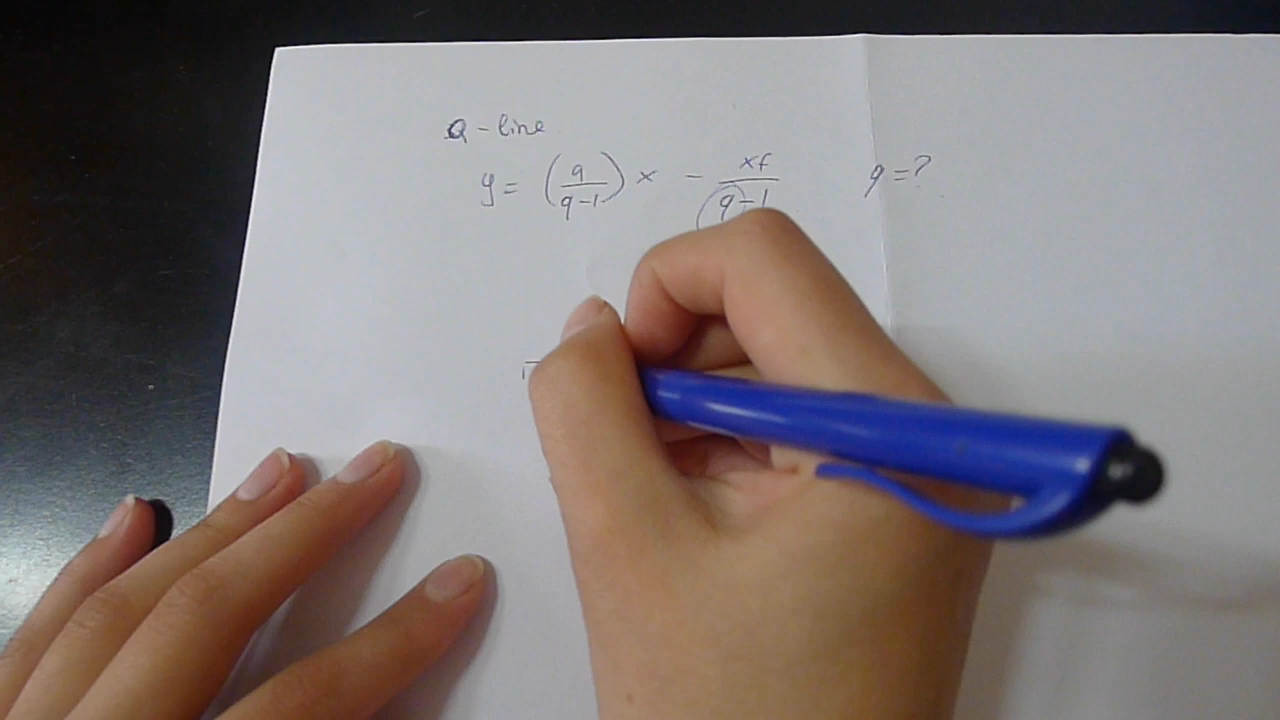 Q - line
y = (q/q-1) x - xf/(q-1 q = ?